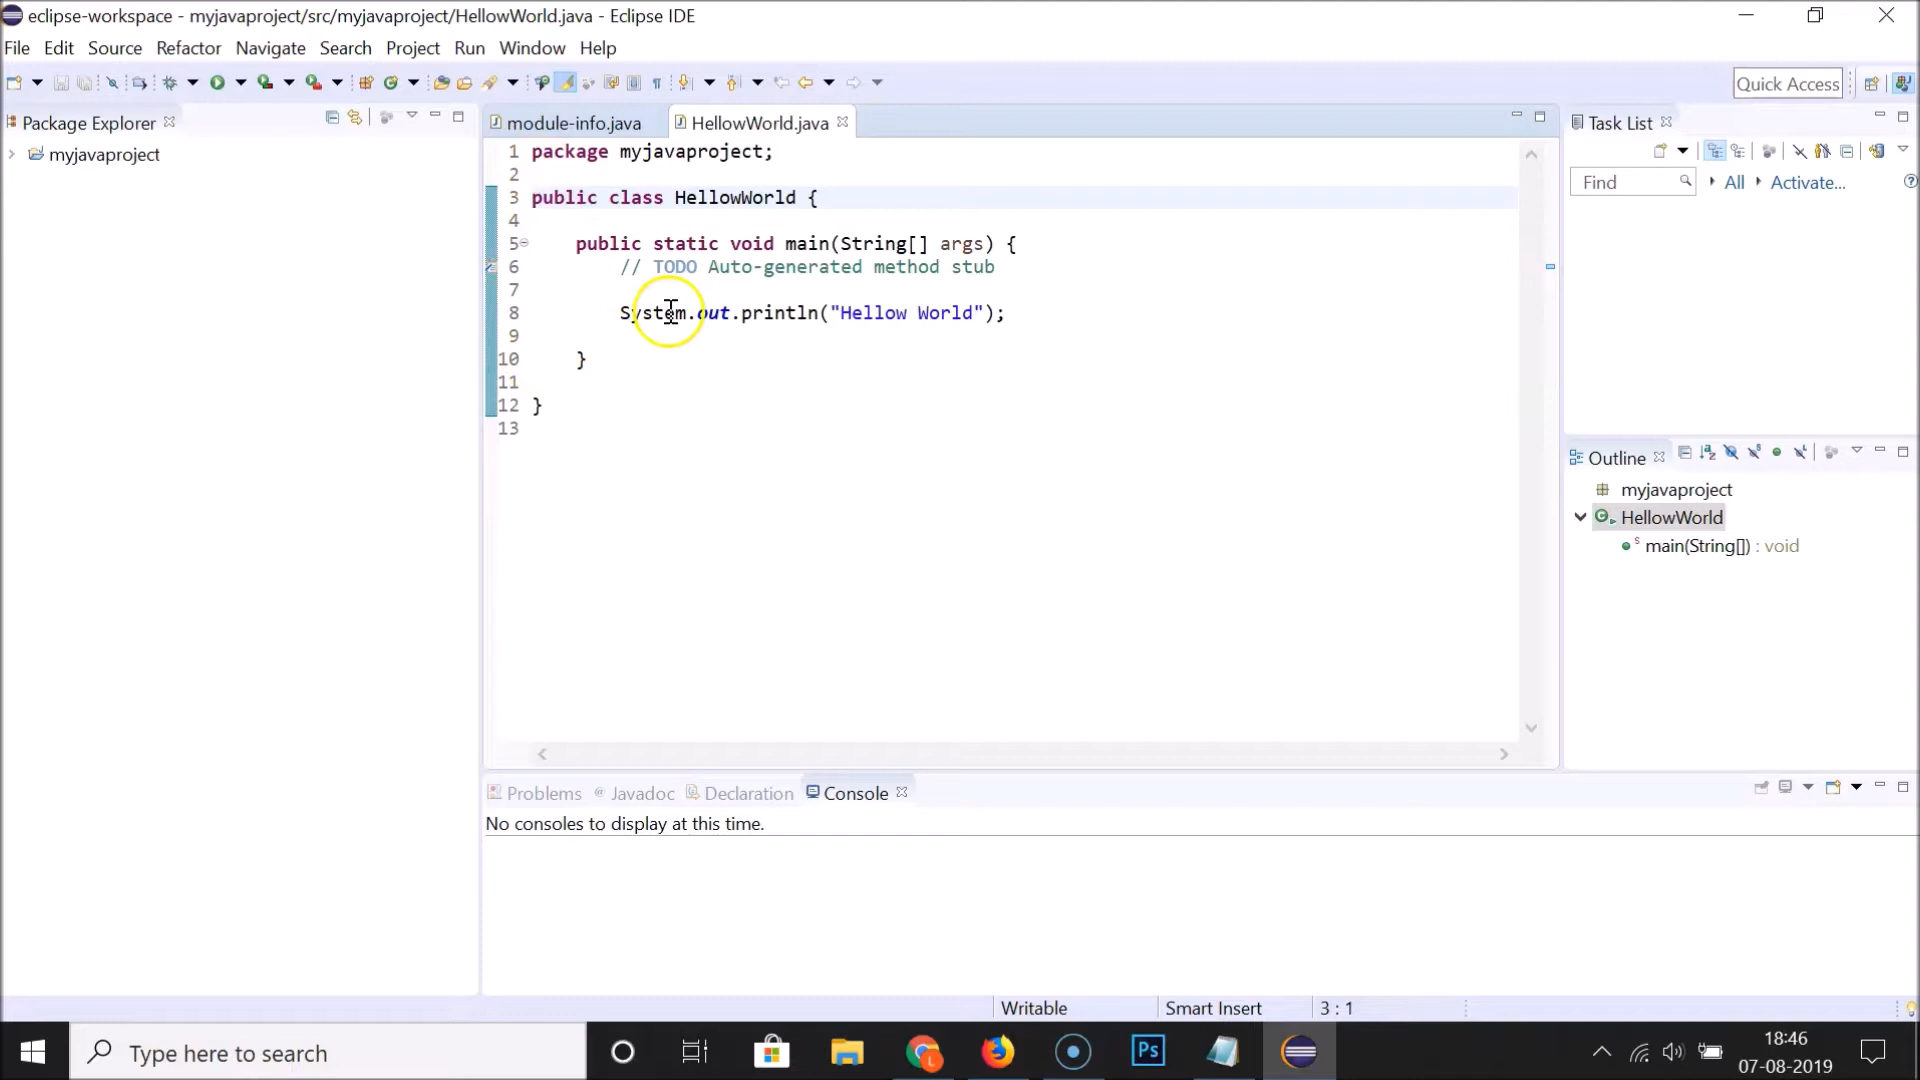 eclipse-workspace - myjavaproject/src/myjavaproject/HellowWorld.java - Eclipse IDE
File Edit Source Refactor Navigate Search Project Run Window Help
Quick Access
Package Explorer
myjavaproject
module-info.java
HellowWorld.java
1 package myjavaproject;
2
3 public class HellowWorld {
4
5 public static void main(String[] args) {
6 // TODO Auto-generated method stub
7
8 System.out.println("Hellow World");
9
10 }
11
12 }
13
Task List
Find All Activate...
Outline
myjavaproject
HellowWorld
main(String[]) : void
Problems @ Javadoc Declaration Console
No consoles to display at this time.
Writable Smart Insert 3 : 1
Type here to search
Ps
L
18:46
07-08-2019